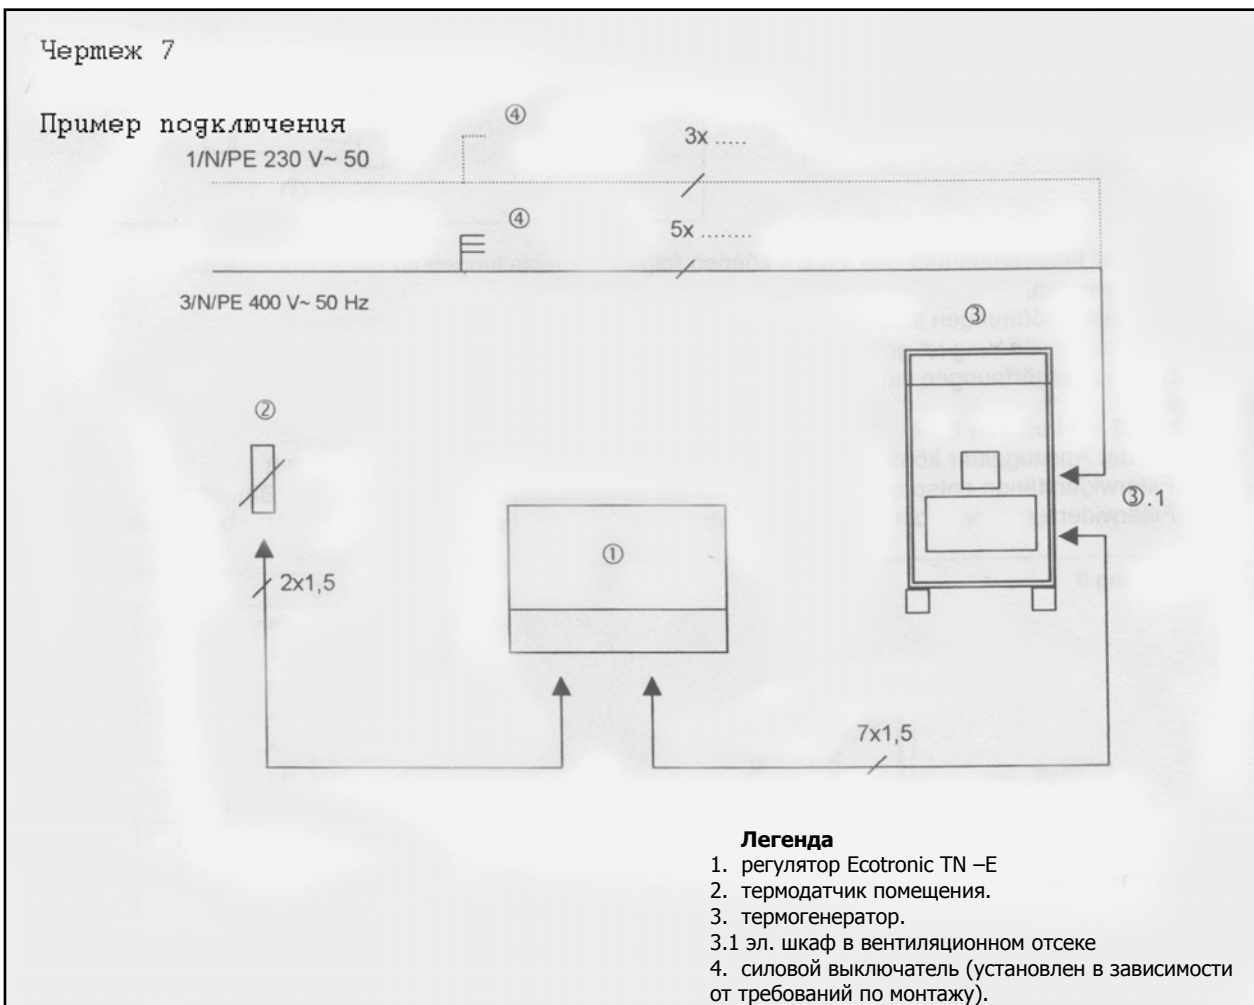 Чертеж 7
Пример подключения
④
3x .....
1/N/PE 230 V~ 50
④
5x ........
3/N/PE 400 V~ 50 Hz
③
②
③.1
①
2x1,5
7x1,5
Легенда
1. регулятор Ecotronic TN –E
2. термодатчик помещения.
3. термогенератор.
3.1 эл. шкаф в вентиляционном отсеке
4. силовой выключатель (установлен в зависимости
от требований по монтажу).